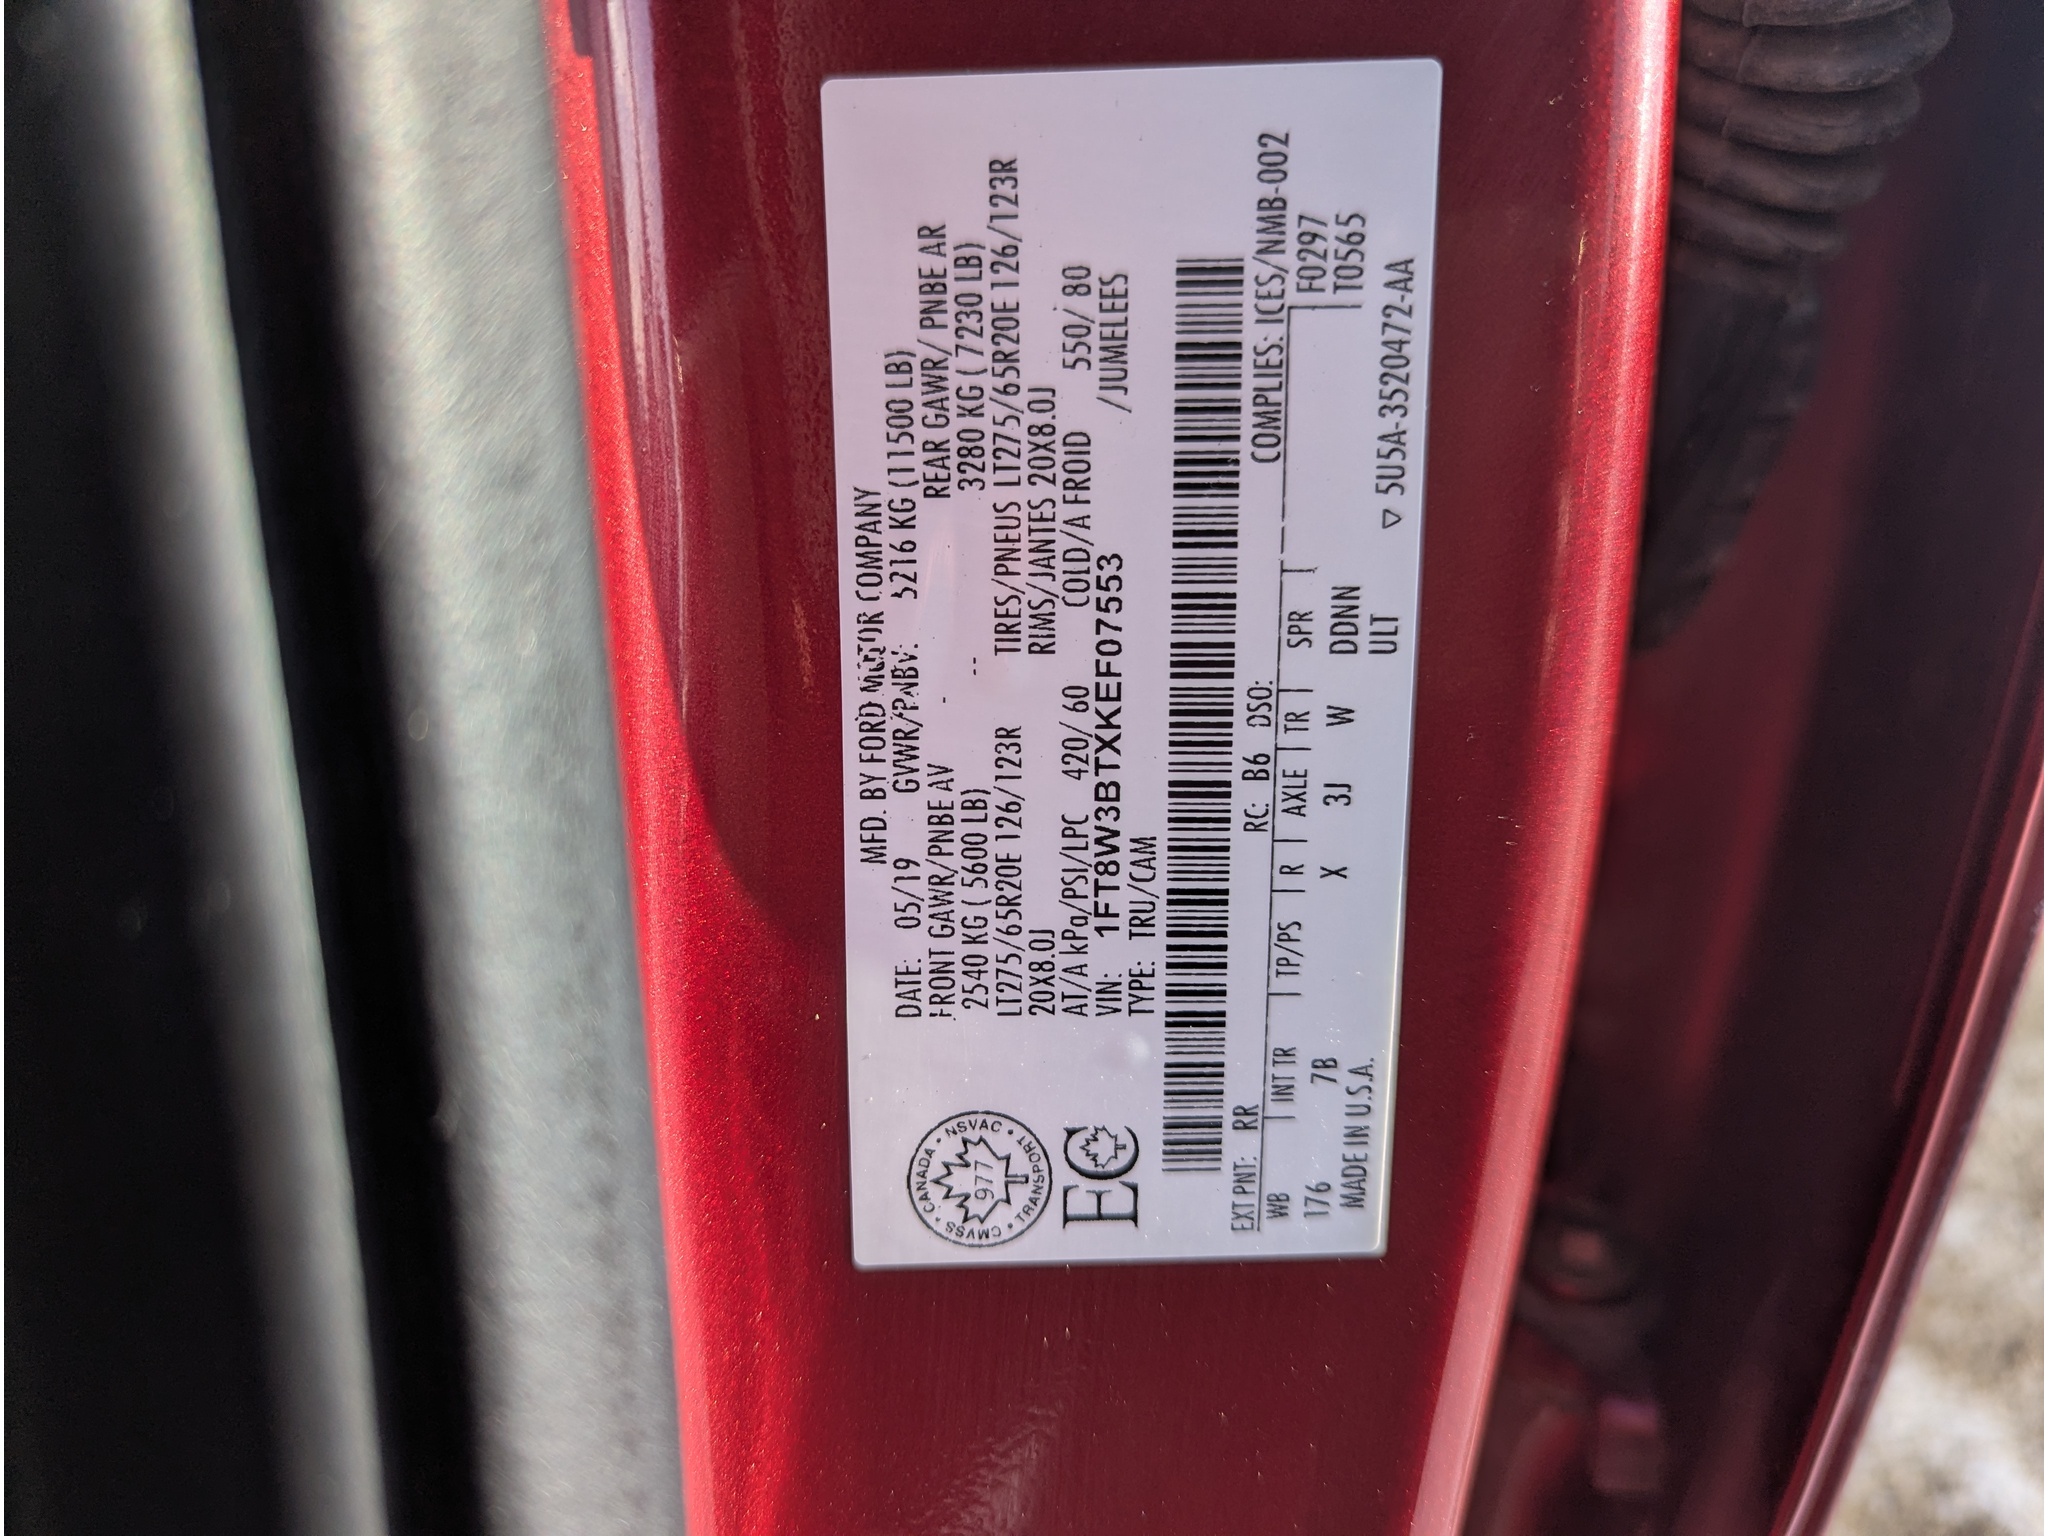 MFD. BY FORD MOTOR COMPANY
DATE: 05/19 GVWR/PNBV: 5216 KG (11500 LB)
FRONT GAWR/PNBE AV REAR GAWR/ PNBE AR
2540 KG ( 5600 LB) -- 3280 KG ( 7230 LB)
LT275/65R20E 126/123R TIRES/PNEUS LT275/65R20E 126/123R
20X8.0J RIMS/JANTES 20X8.0J
AT/A kPa/PSI/LPC 420/ 60 COLD/A FROID 550/ 80
VIN: 1FT8W3BTXKEF07553 /JUMELEES
TYPE: TRU/CAM
CANADA • NSVAC • TRANSPORT • CMVSS •
977
EC
EXT PNT: RR RC: B6 DSO: COMPLIES: ICES/NMB-002
WB INT TR TP/PS R AXLE TR SPR F0297
176 7B X 3J W DDNN T0565
MADE IN U.S.A. ULT ▽ 5U5A-3520472-AA